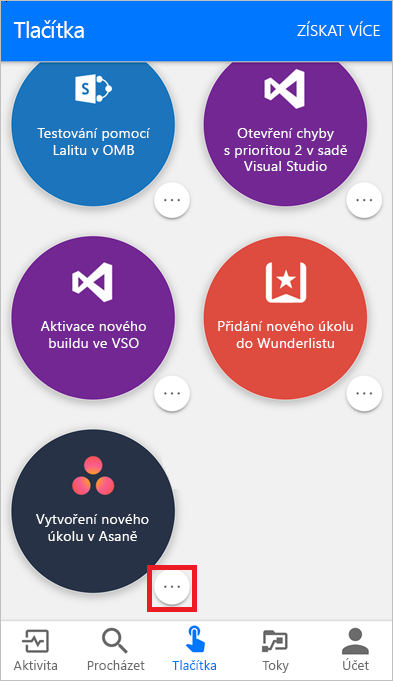 Tlačítka
ZÍSKAT VÍCE
S
Testování pomocí
Lalitu v OMB
Otevření chyby
s prioritou 2 v sadě
Visual Studio
Aktivace nového
buildu ve VSO
Přidání nového úkolu
do Wunderlistu
Vytvoření nového
úkolu v Asaně
Aktivita
Procházet
Tlačítka
Toky
Účet